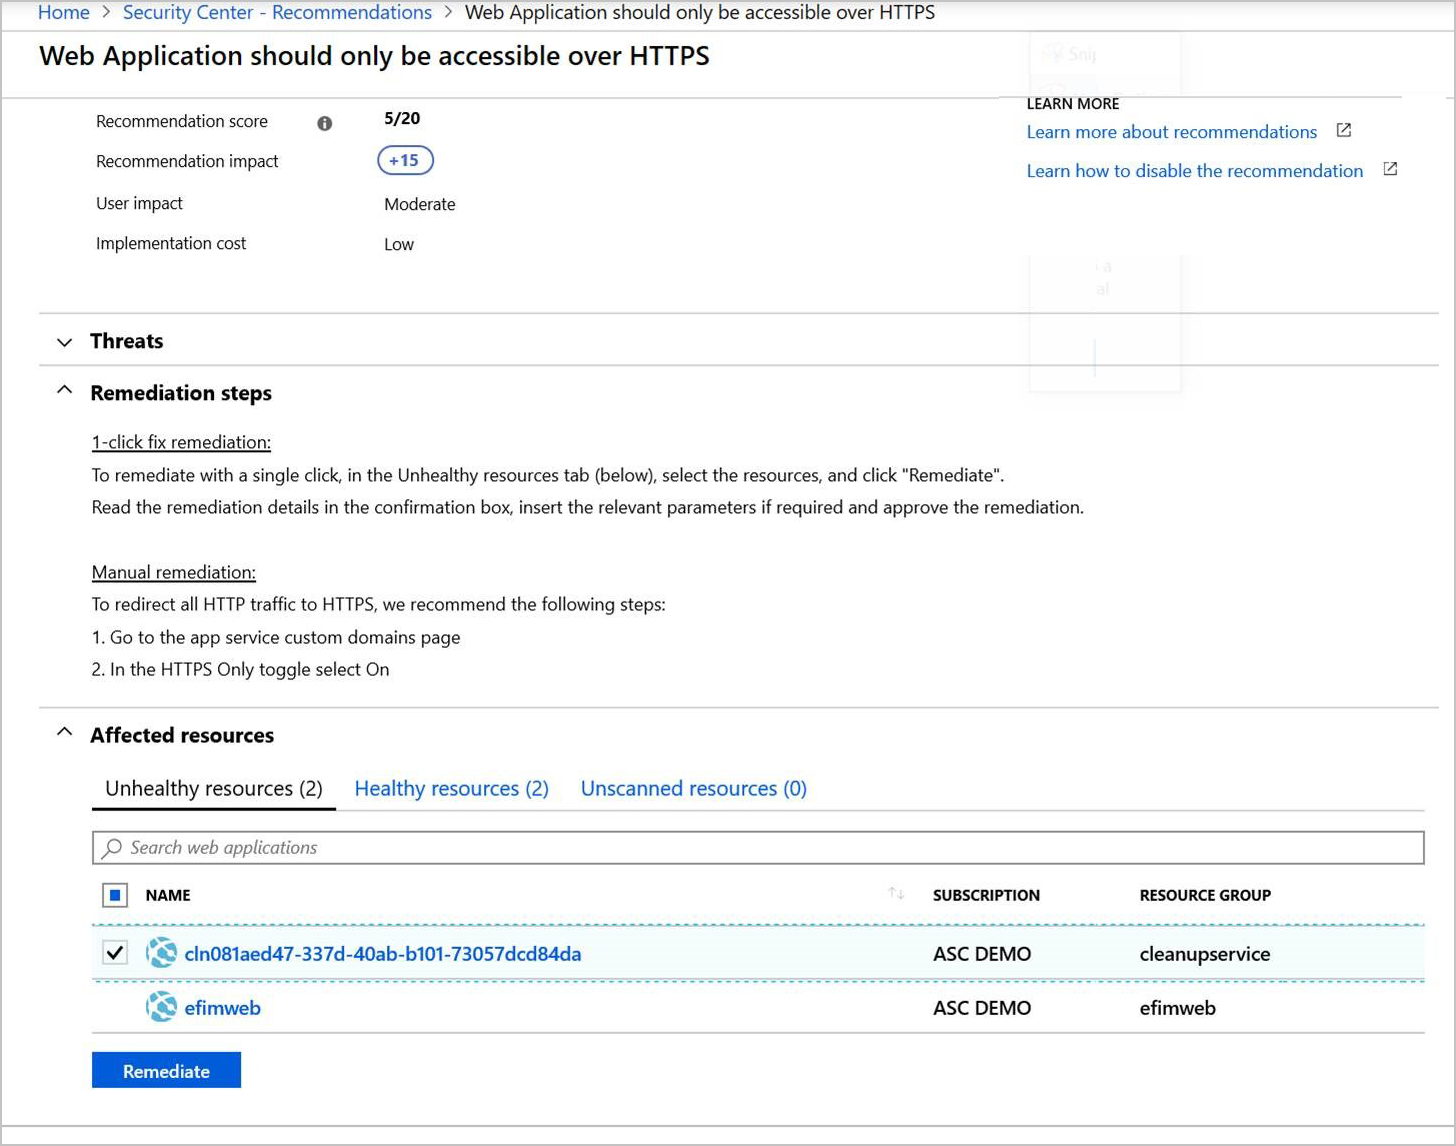 Home > Security Center - Recommendations > Web Application should only be accessible over HTTPS
Web Application should only be accessible over HTTPS
Snip
LEARN MORE
Learn more about recommendations
Learn how to disable the recommendation
Recommendation score 5/20
Recommendation impact +15
User impact Moderate
Implementation cost Low
a
al
Threats
Remediation steps
1-click fix remediation:
To remediate with a single click, in the Unhealthy resources tab (below), select the resources, and click "Remediate".
Read the remediation details in the confirmation box, insert the relevant parameters if required and approve the remediation.
Manual remediation:
To redirect all HTTP traffic to HTTPS, we recommend the following steps:
1. Go to the app service custom domains page
2. In the HTTPS Only toggle select On
Affected resources
Unhealthy resources (2) Healthy resources (2) Unscanned resources (0)
Search web applications
NAME SUBSCRIPTION RESOURCE GROUP
cln081aed47-337d-40ab-b101-73057dcd84da ASC DEMO cleanupservice
efimweb ASC DEMO efimweb
Remediate